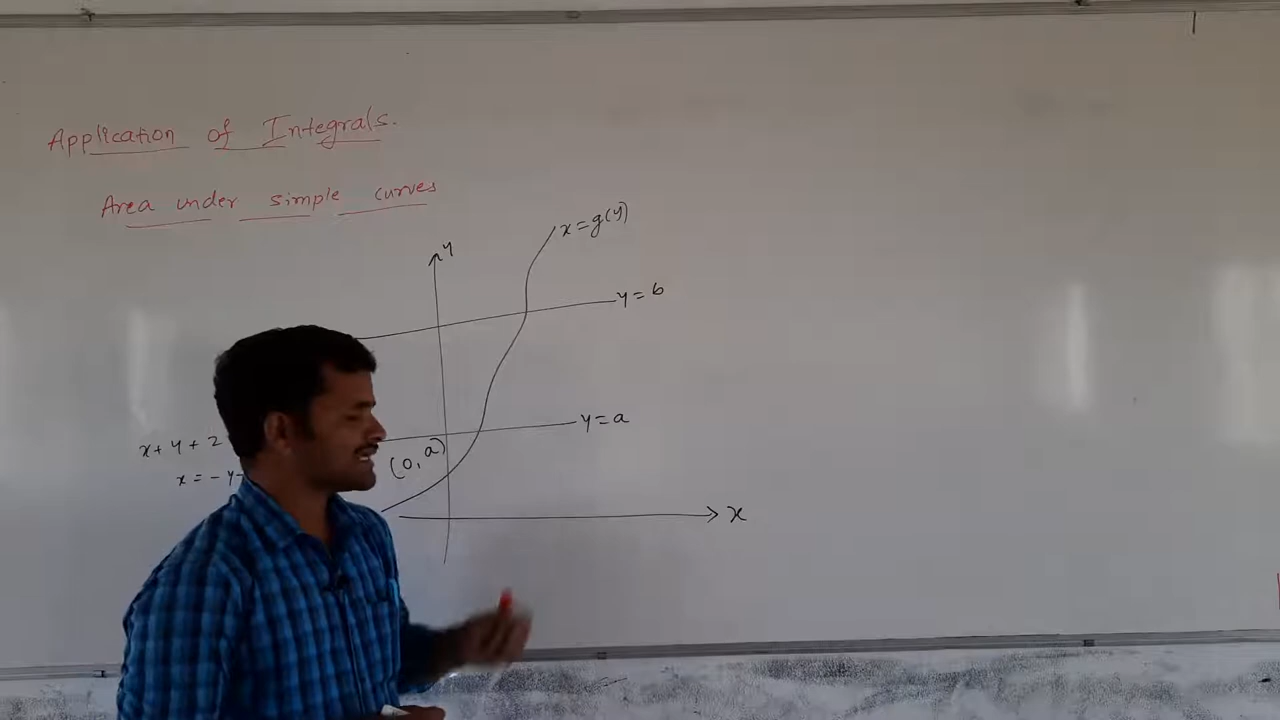 Application of Integrals.
Area under simple curves
y
x=g(y)
y=b
y=a
(0,a)
x+y+2
x=-y-
x